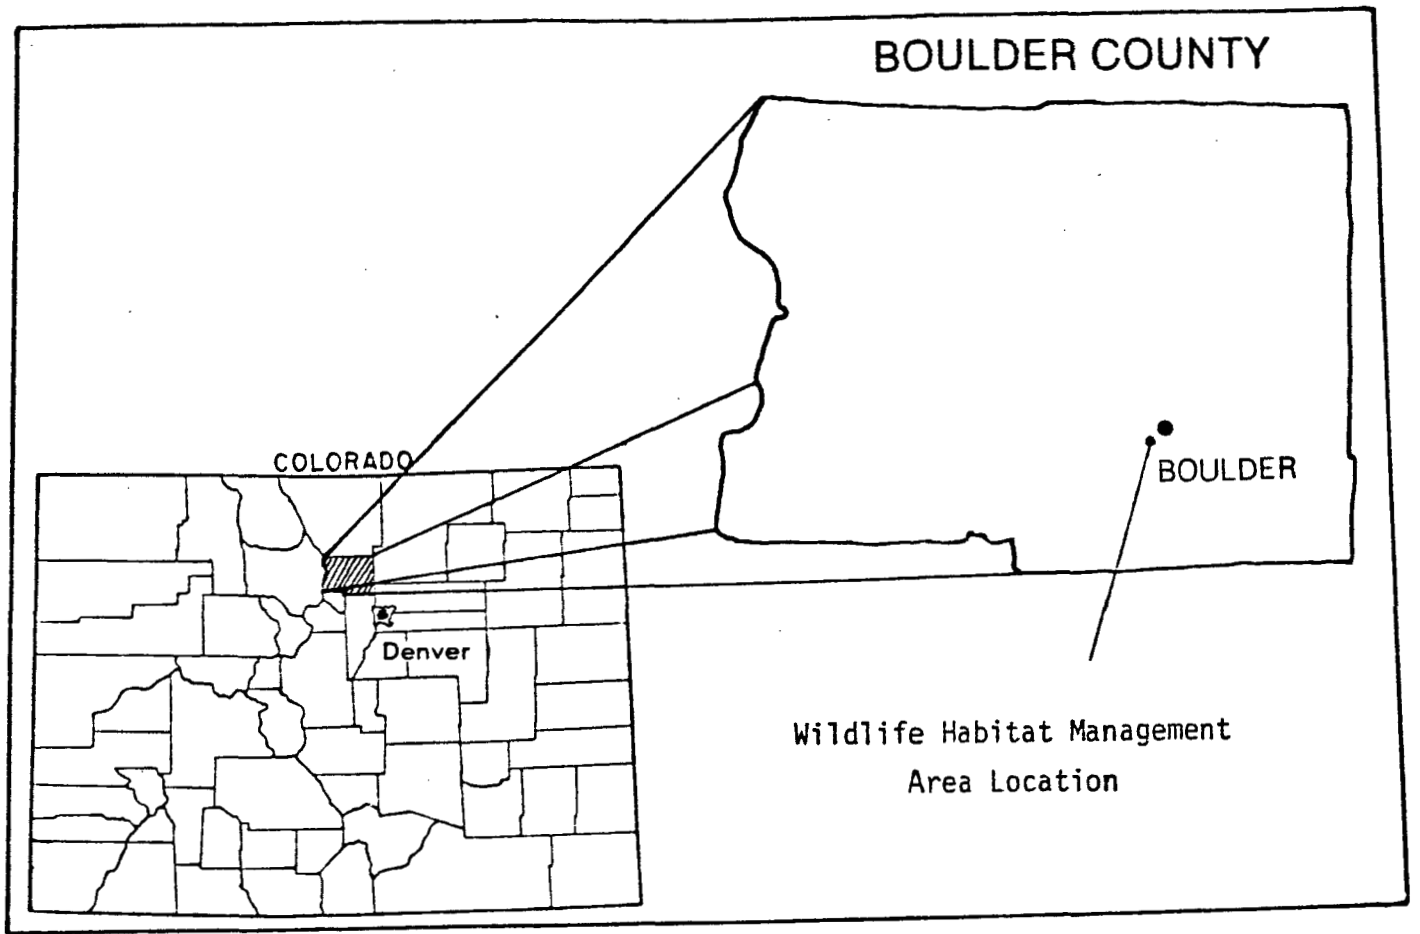 BOULDER COUNTY
COLORADO
BOULDER
Denver
Wildlife Habitat Management
Area Location